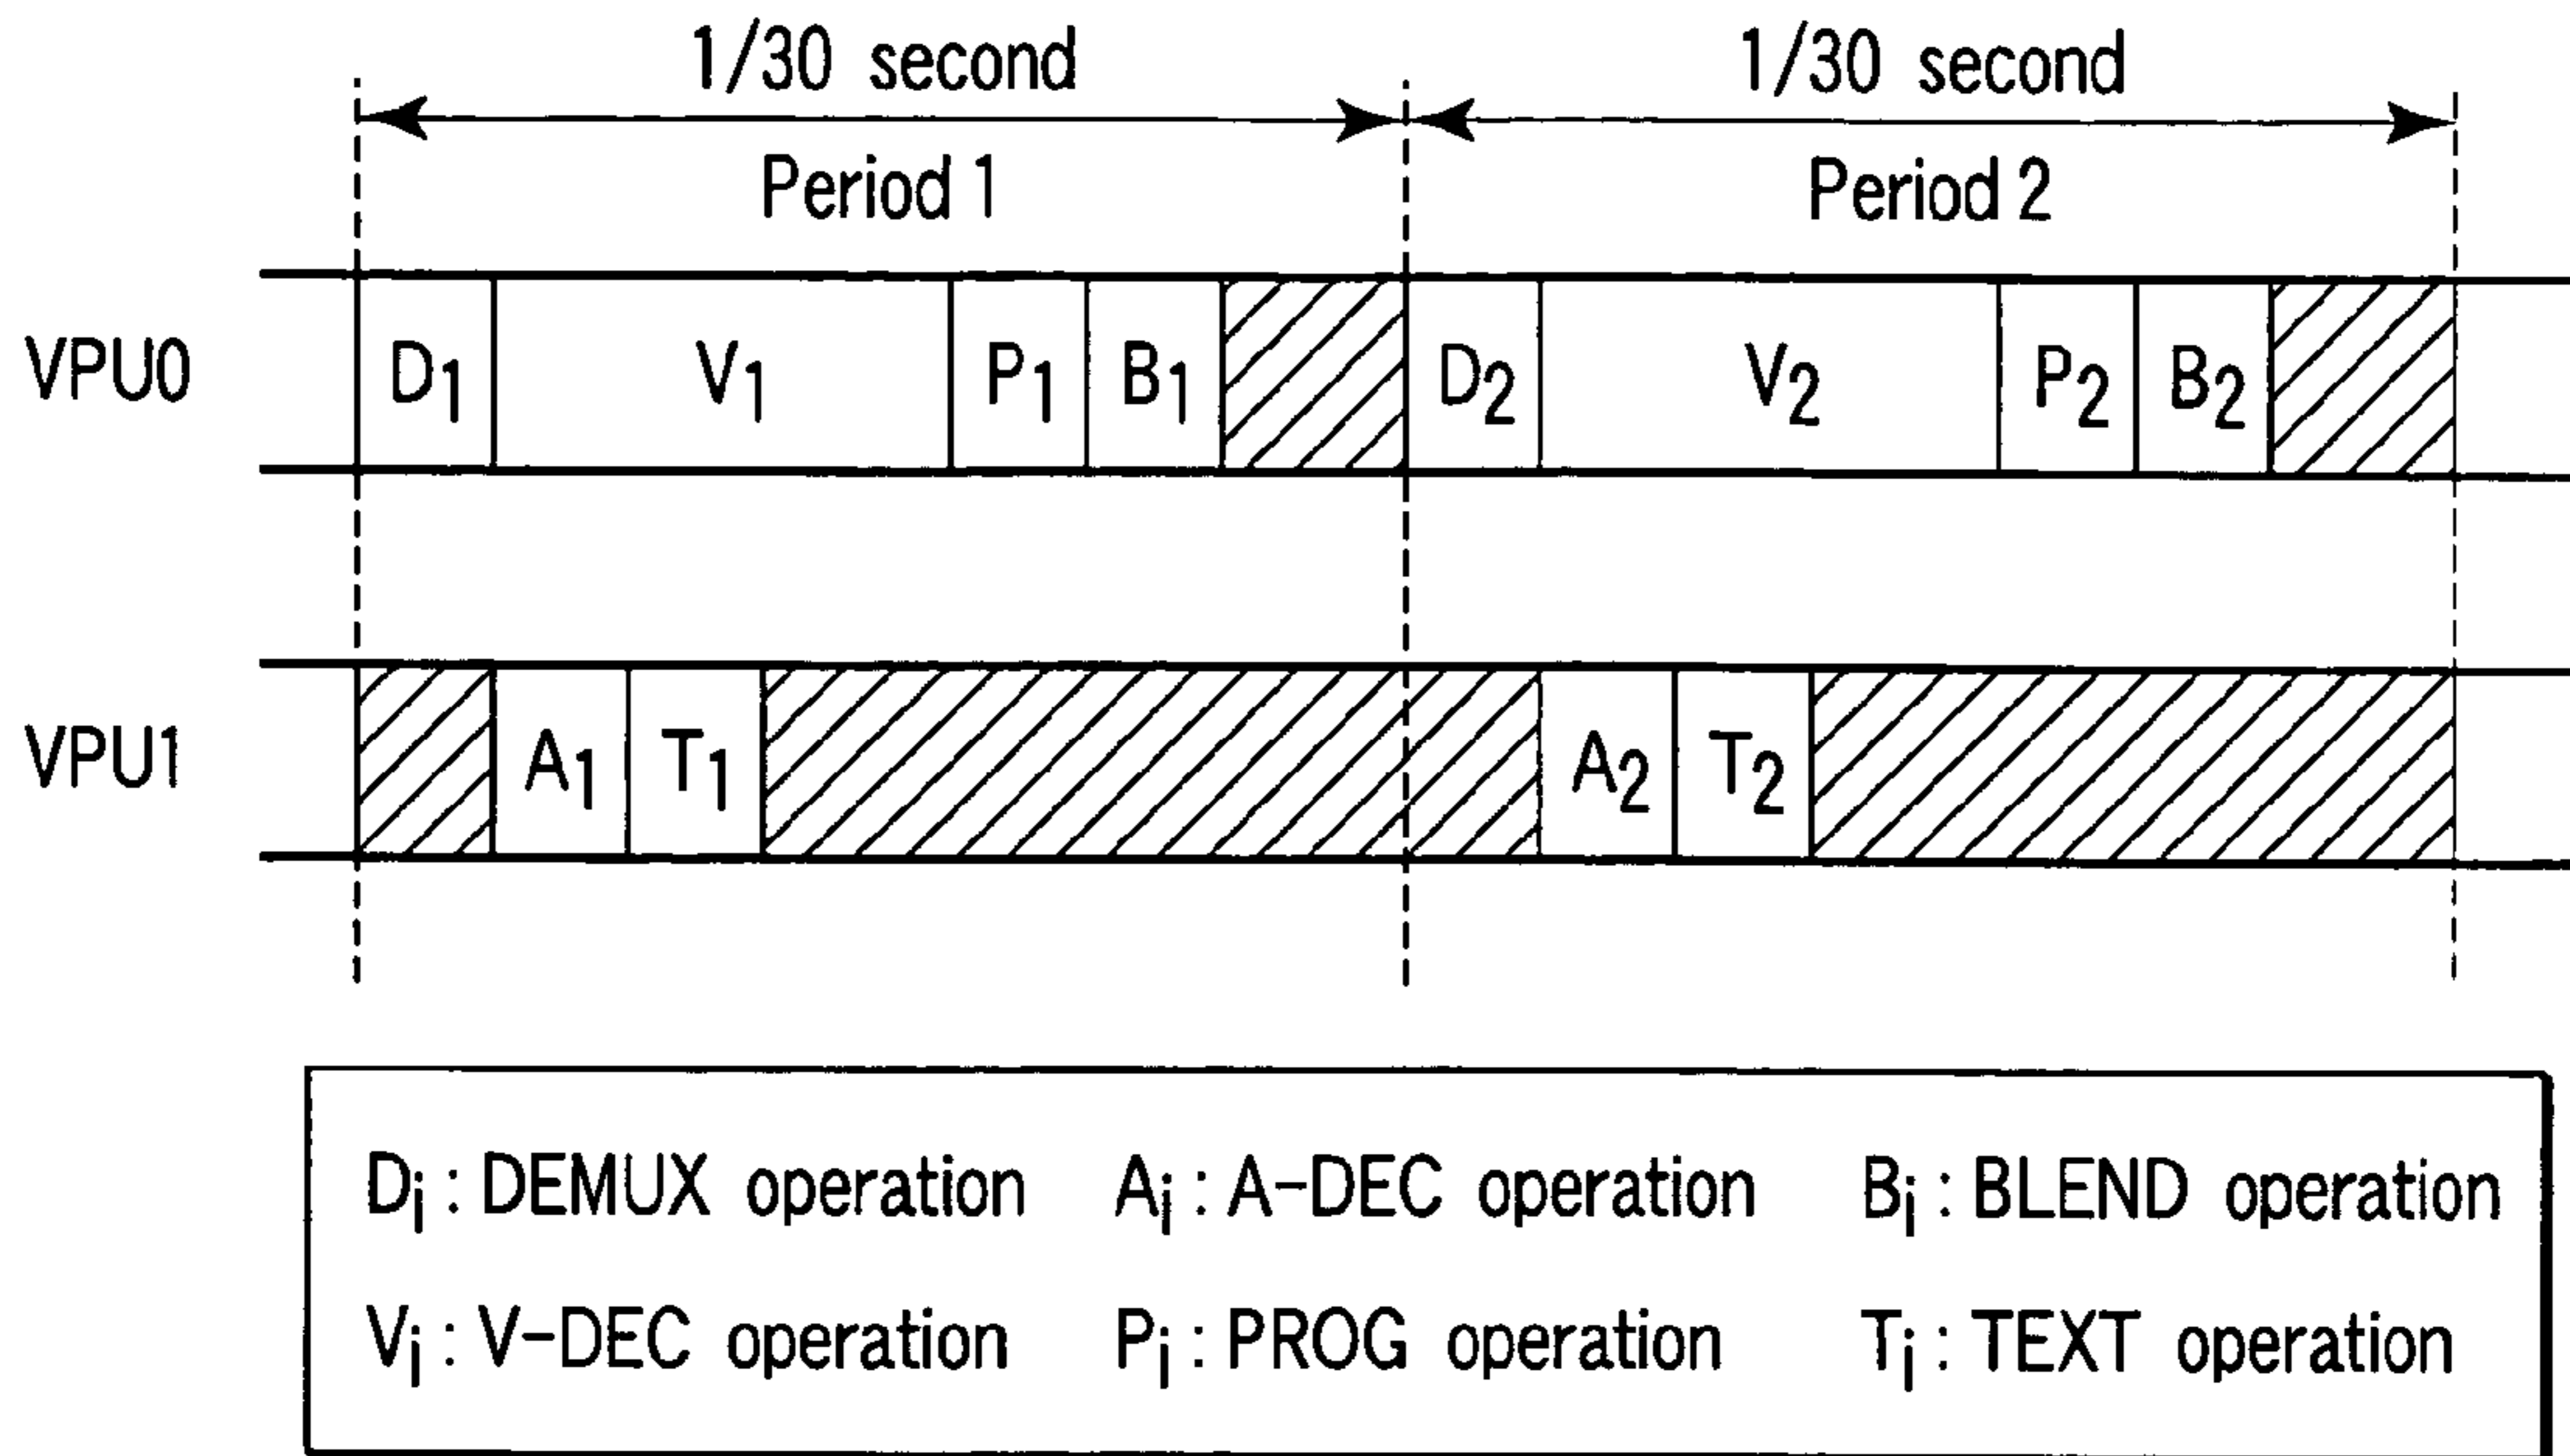 1/30 second 1/30 second
Period 1 Period 2
VPU0 D1 V1 P1 B1 D2 V2 P2 B2
VPU1 A1 T1 A2 T2
Di : DEMUX operation Ai : A-DEC operation Bi : BLEND operation
Vi : V-DEC operation Pi : PROG operation Ti : TEXT operation